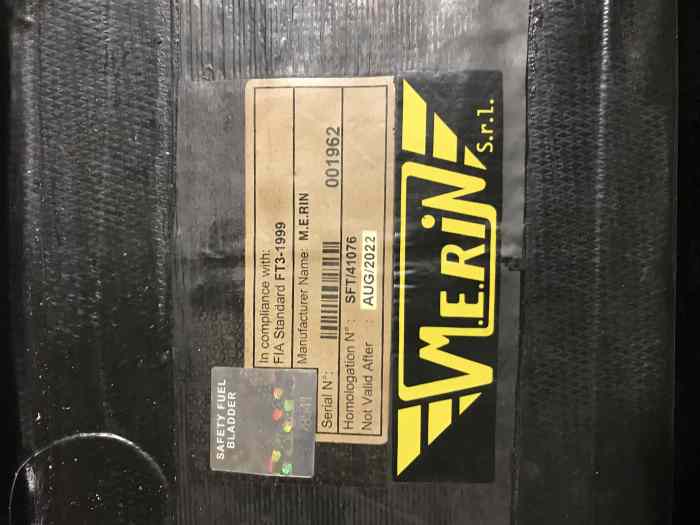 In compliance with:
FIA Standard FT3-1999
Manufacturer Name: M.E.RIN
Serial N°: 001962
Homologation N°: SFT/41076
Not Valid After : AUG/2022
SAFETY FUEL
BLADDER
M.E.RiN
S.r.l.